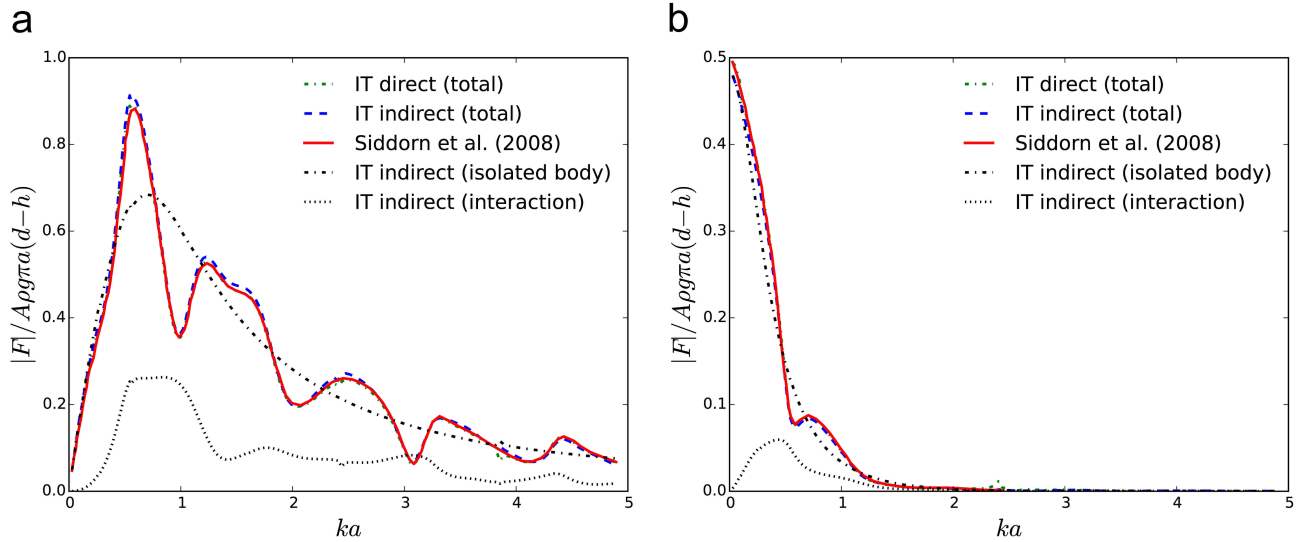 a
1.0
0.8
0.6
0.4
0.2
0.0
0
1
2
3
4
5
|F|/Aρgπa(d−h)
ka
IT direct (total)
IT indirect (total)
Siddorn et al. (2008)
IT indirect (isolated body)
IT indirect (interaction)
b
0.5
0.4
0.3
0.2
0.1
0.0
0
1
2
3
4
5
|F|/Aρgπa(d−h)
ka
IT direct (total)
IT indirect (total)
Siddorn et al. (2008)
IT indirect (isolated body)
IT indirect (interaction)